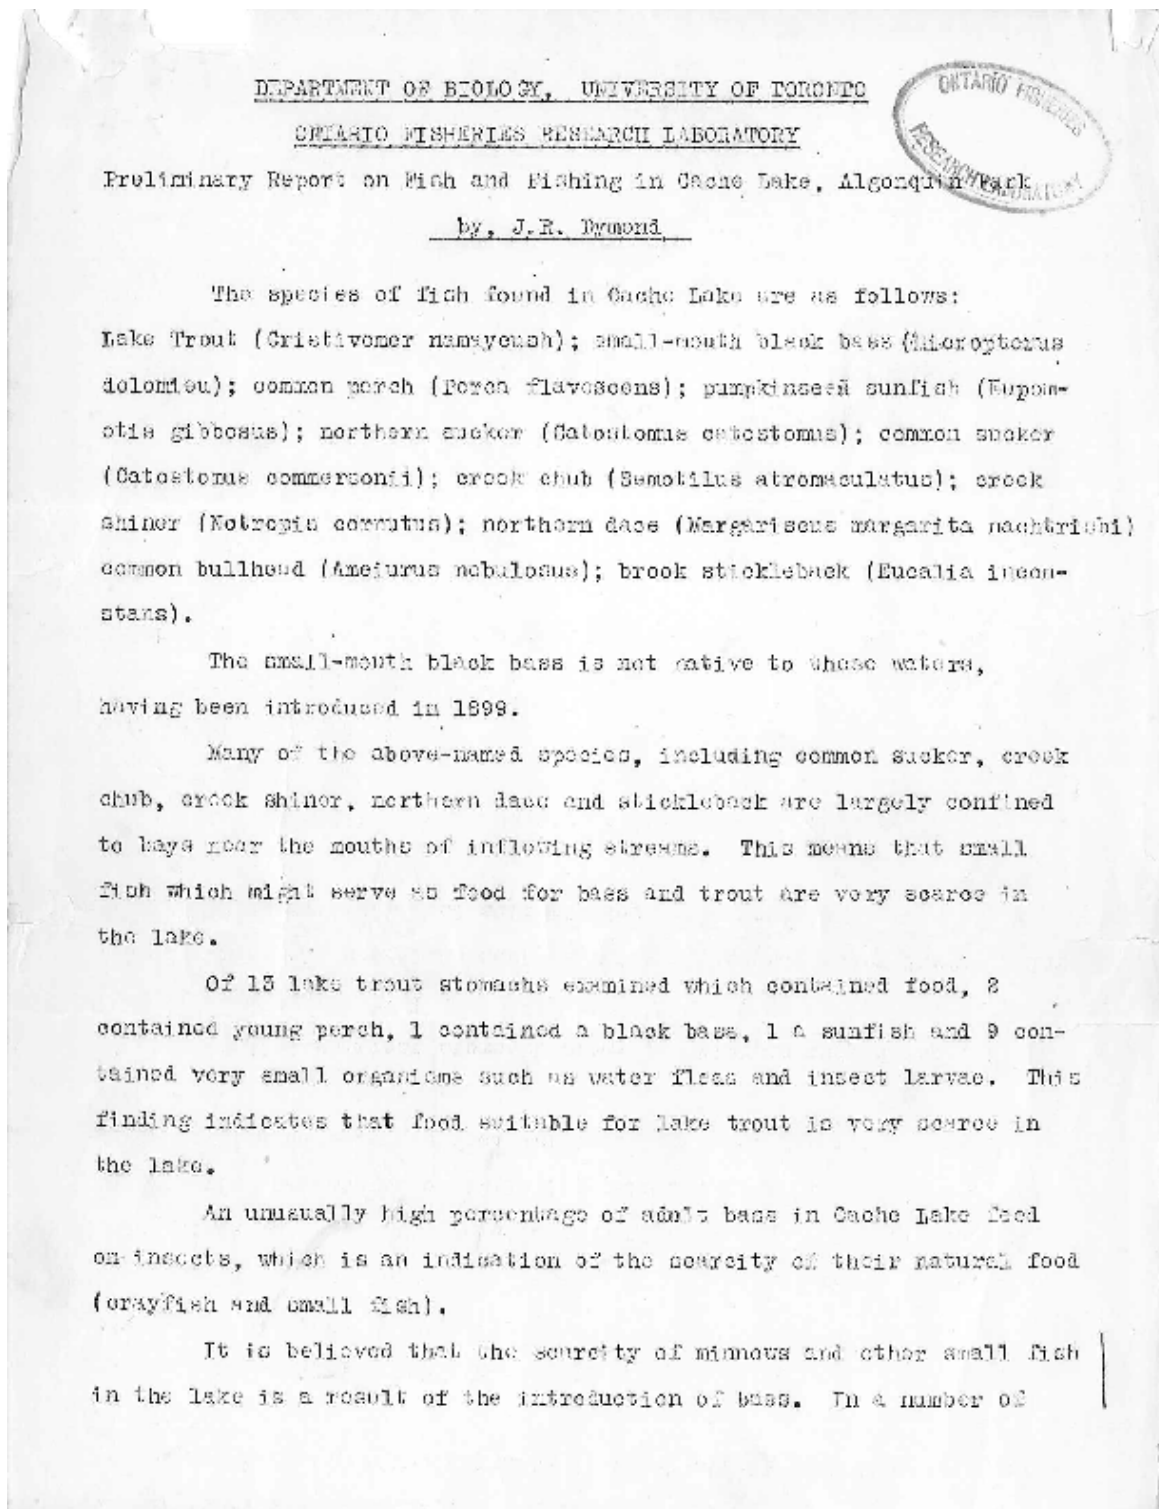 DEPARTMENT OF BIOLOGY, UNIVERSITY OF TORONTO
ONTARIO FISHERIES RESEARCH LABORATORY
ONTARIO FISHERIES
RESEARCH LABORATORY
Preliminary Report on Fish and Fishing in Cache Lake, Algonquin Park
by, J.R. Dymond
The species of fish found in Cache Lake are as follows:
Lake Trout (Cristivomer namaycush); small-mouth black bass (Micropterus
dolomieu); common perch (Perca flavescens); pumpkinseed sunfish (Eupom-
otis gibbosus); northern sucker (Catostomus catostomus); common sucker
(Catostomus commersonii); creek chub (Semotilus atromaculatus); creek
shiner (Notropis cornutus); northern dace (Margariscus margarita nachtriebi)
common bullhead (Ameiurus nebulosus); brook stickleback (Eucalia incon-
stans).
The small-mouth black bass is not native to these waters,
having been introduced in 1899.
Many of the above-named species, including common sucker, creek
chub, creek shiner, northern dace and stickleback are largely confined
to bays near the mouths of inflowing streams. This means that small
fish which might serve as food for bass and trout are very scarce in
the lake.
Of 13 lake trout stomachs examined which contained food, 2
contained young perch, 1 contained a black bass, 1 a sunfish and 9 con-
tained very small organisms such as water fleas and insect larvae. This
finding indicates that food suitable for lake trout is very scarce in
the lake.
An unusually high percentage of adult bass in Cache Lake feed
on insects, which is an indication of the scarcity of their natural food
(crayfish and small fish).
It is believed that the scarcity of minnows and other small fish
in the lake is a result of the introduction of bass. In a number of